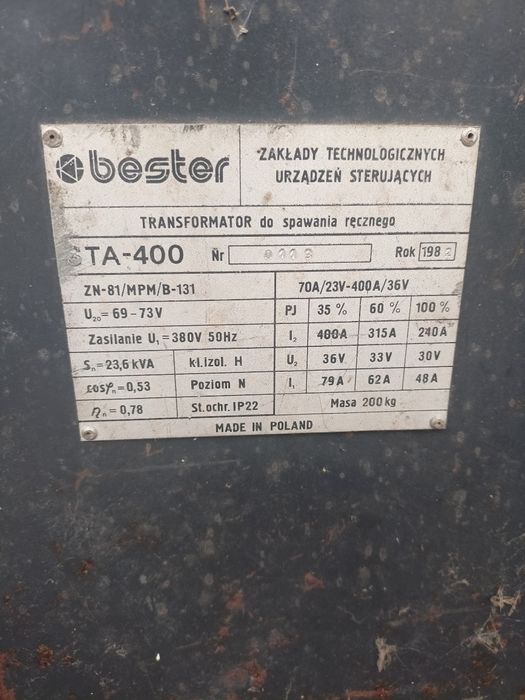 bester
ZAKŁADY TECHNOLOGICZNYCH
URZĄDZEŃ STERUJĄCYCH
TRANSFORMATOR do spawania ręcznego
STA-400 Nr Rok 198
ZN-81/MPM/B-131
70A/23V-400A/36V
U₂₀= 69-73V
PJ 35 % 60 % 100 %
Zasilanie U₁=380V 50Hz
I₂ 400A 315A 240A
Sₙ=23,6 kVA kl.izol. H
U₂ 36V 33V 30V
cosφₙ=0,53 Poziom N
I₁ 79A 62A 48A
ηₙ=0,78 St.ochr. IP22
Masa 200kg
MADE IN POLAND